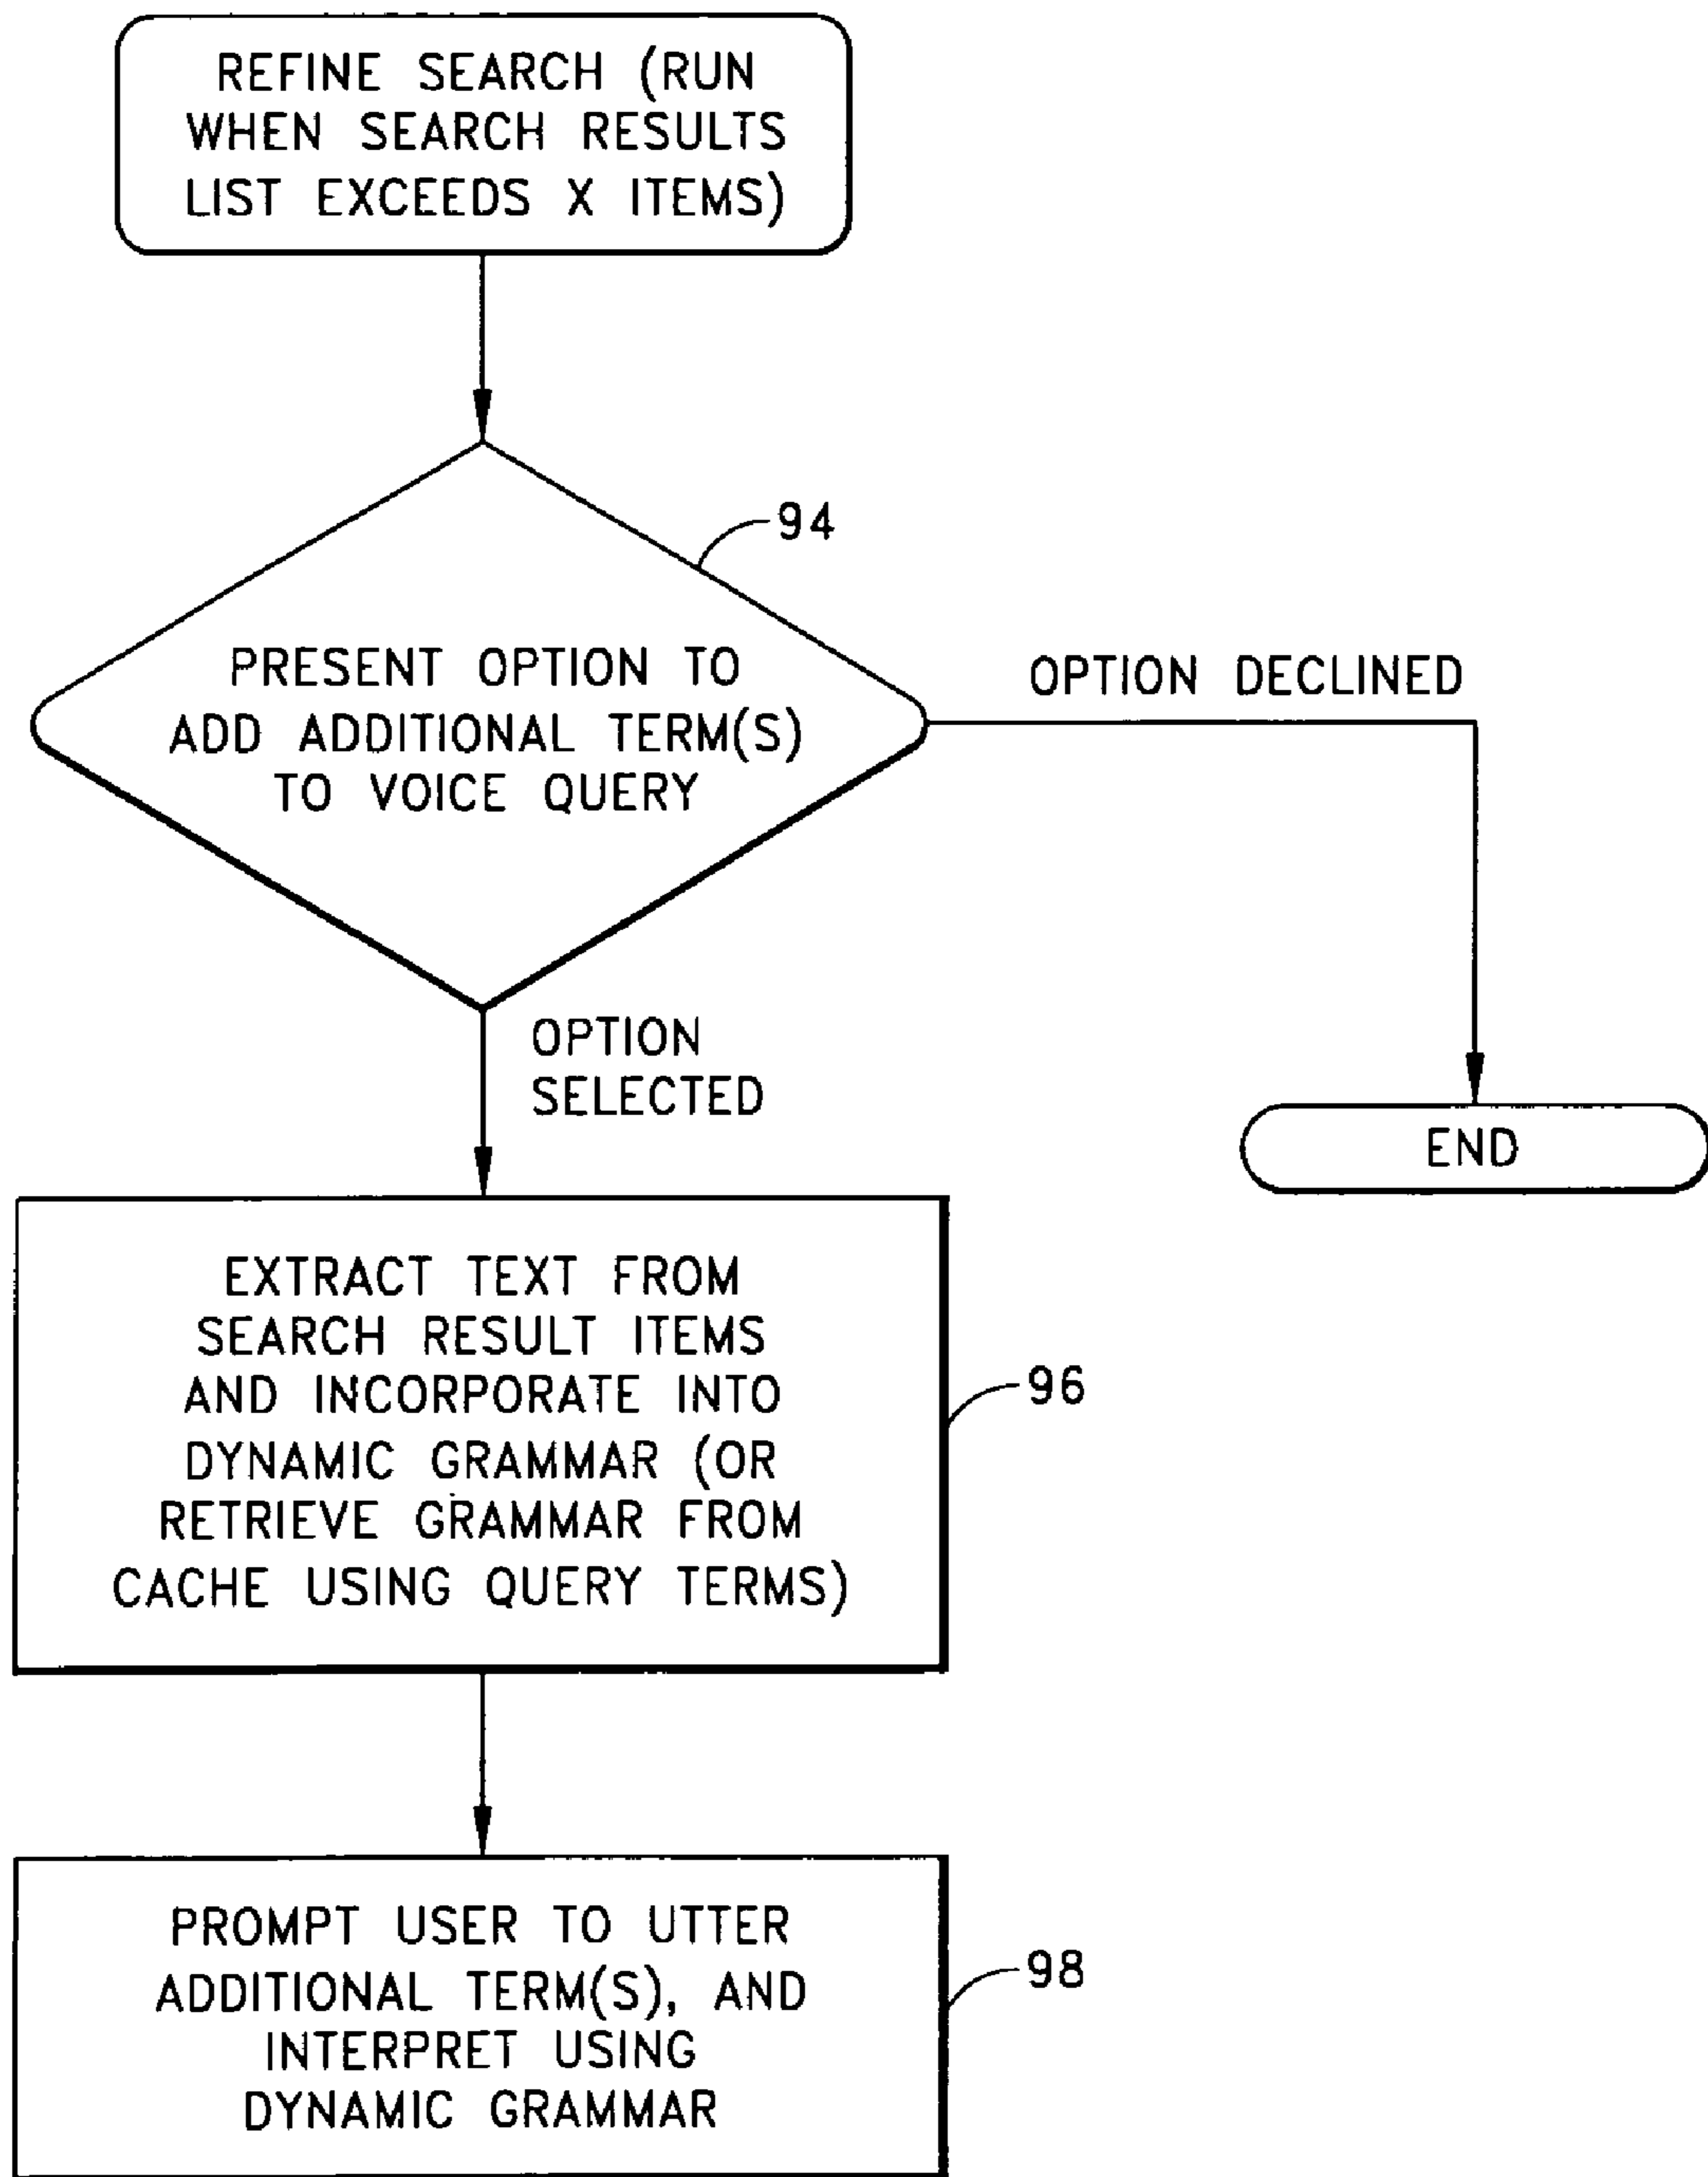 REFINE SEARCH (RUN
WHEN SEARCH RESULTS
LIST EXCEEDS X ITEMS)
94
PRESENT OPTION TO
ADD ADDITIONAL TERM(S)
TO VOICE QUERY
OPTION DECLINED
OPTION
SELECTED
END
EXTRACT TEXT FROM
SEARCH RESULT ITEMS
AND INCORPORATE INTO
DYNAMIC GRAMMAR (OR
RETRIEVE GRAMMAR FROM
CACHE USING QUERY TERMS)
96
PROMPT USER TO UTTER
ADDITIONAL TERM(S), AND
INTERPRET USING
DYNAMIC GRAMMAR
98